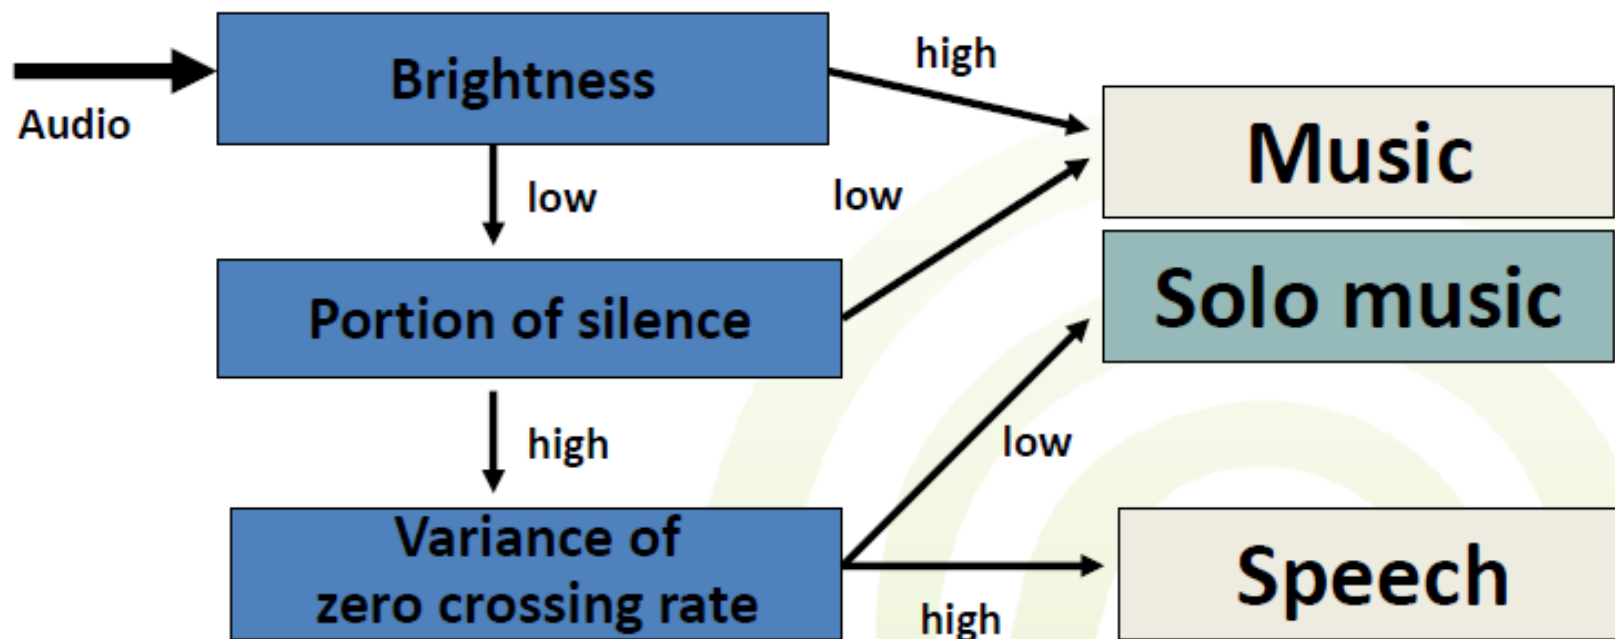 Brightness
high
Audio
Music
low
low
Solo music
Portion of silence
high
low
Variance of
zero crossing rate
Speech
high